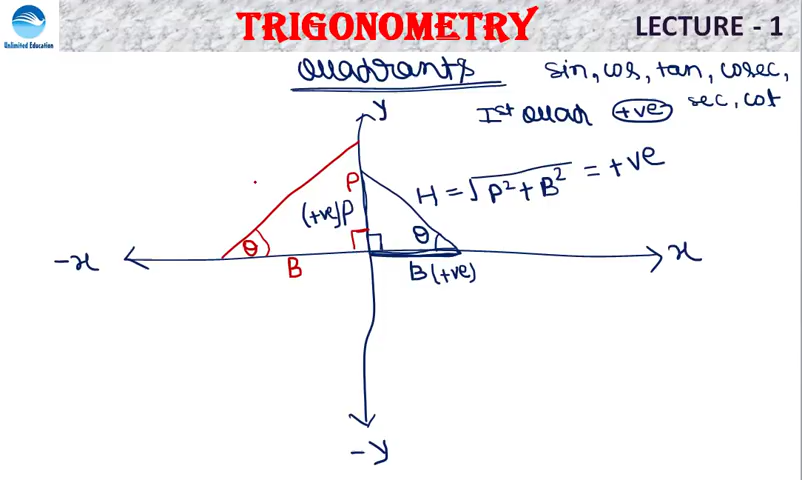 TRIGONOMETRY
LECTURE - 1
Unlimited Education
Quadrants
sin, cos, tan, cosec,
sec, cot
Ist Quad +ve
y
P
H = √P² + B² = +ve
(+ve)P
θ
θ
-x
x
B
B (+ve)
-y